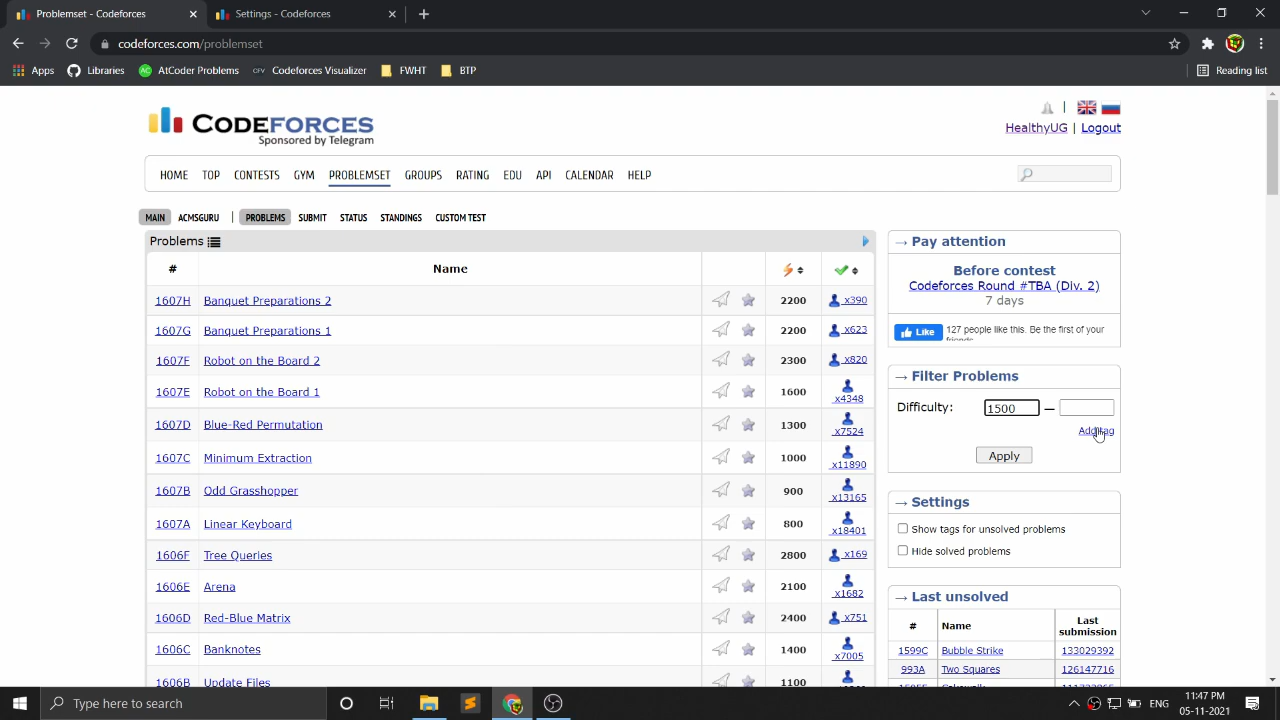 Problemset - Codeforces
Settings - Codeforces
codeforces.com/problemset
Apps
Libraries
AtCoder Problems
CFV Codeforces Visualizer
FWHT
BTP
Reading list
CODEFORCES
Sponsored by Telegram
HealthyUG | Logout
HOME TOP CONTESTS GYM PROBLEMSET GROUPS RATING EDU API CALENDAR HELP
MAIN ACMSGURU | PROBLEMS SUBMIT STATUS STANDINGS CUSTOM TEST
Problems
# Name
1607H Banquet Preparations 2 2200 x390
1607G Banquet Preparations 1 2200 x623
1607F Robot on the Board 2 2300 x820
1607E Robot on the Board 1 1600 x4348
1607D Blue-Red Permutation 1300 x7524
1607C Minimum Extraction 1000 x11890
1607B Odd Grasshopper 900 x13165
1607A Linear Keyboard 800 x18401
1606F Tree Queries 2800 x169
1606E Arena 2100 x1682
1606D Red-Blue Matrix 2400 x751
1606C Banknotes 1400 x7005
1606B Update Files 1100
→ Pay attention
Before contest
Codeforces Round #TBA (Div. 2)
7 days
Like 127 people like this. Be the first of your
friends.
→ Filter Problems
Difficulty: 1500 —
Add tag
Apply
→ Settings
Show tags for unsolved problems
Hide solved problems
→ Last unsolved
# Name Last submission
1599C Bubble Strike 133029392
993A Two Squares 126147716
Type here to search
ENG
11:47 PM
05-11-2021